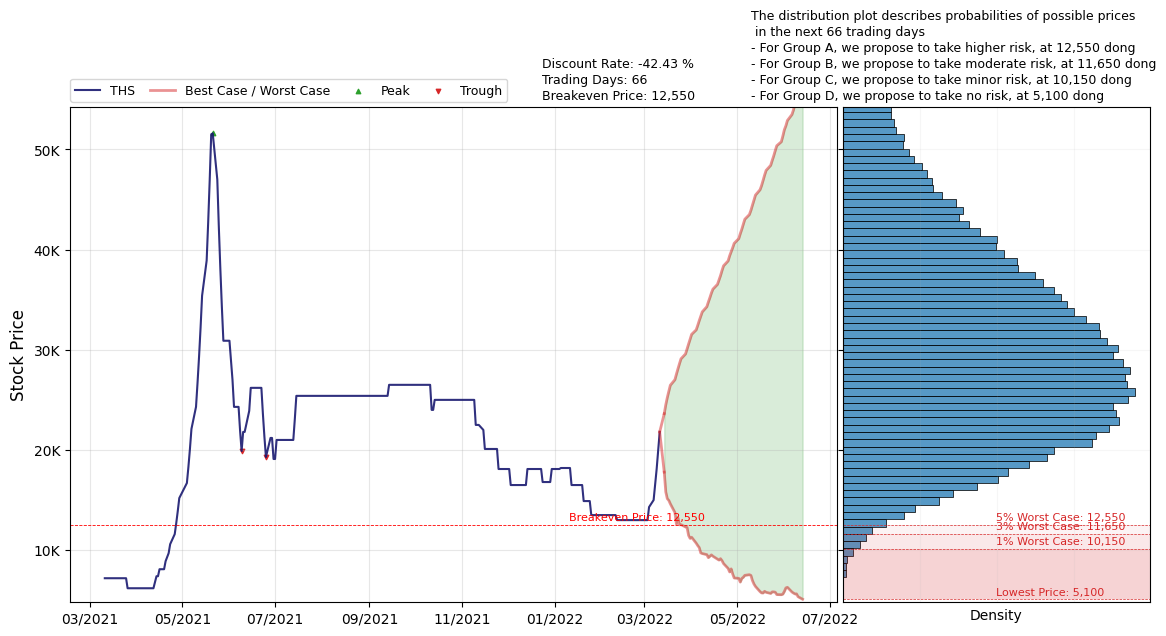 The distribution plot describes probabilities of possible prices
in the next 66 trading days
- For Group A, we propose to take higher risk, at 12,550 dong
- For Group B, we propose to take moderate risk, at 11,650 dong
- For Group C, we propose to take minor risk, at 10,150 dong
- For Group D, we propose to take no risk, at 5,100 dong
Discount Rate: -42.43 %
Trading Days: 66
Breakeven Price: 12,550
THS Best Case / Worst Case Peak Trough
Stock Price
50K
40K
30K
20K
10K
Breakeven Price: 12,550
03/2021 05/2021 07/2021 09/2021 11/2021 01/2022 03/2022 05/2022 07/2022
5% Worst Case: 12,550
3% Worst Case: 11,650
1% Worst Case: 10,150
Lowest Price: 5,100
Density